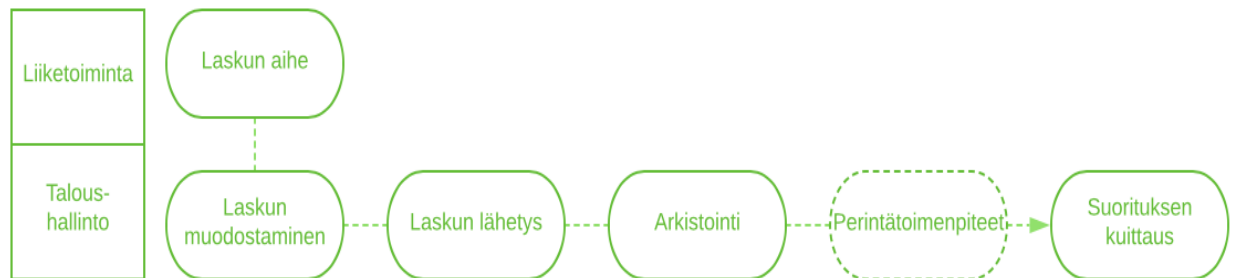 Liiketoiminta
Laskun aihe
Talous-
hallinto
Laskun
muodostaminen
Laskun lähetys
Arkistointi
Perintätoimenpiteet
Suorituksen
kuittaus